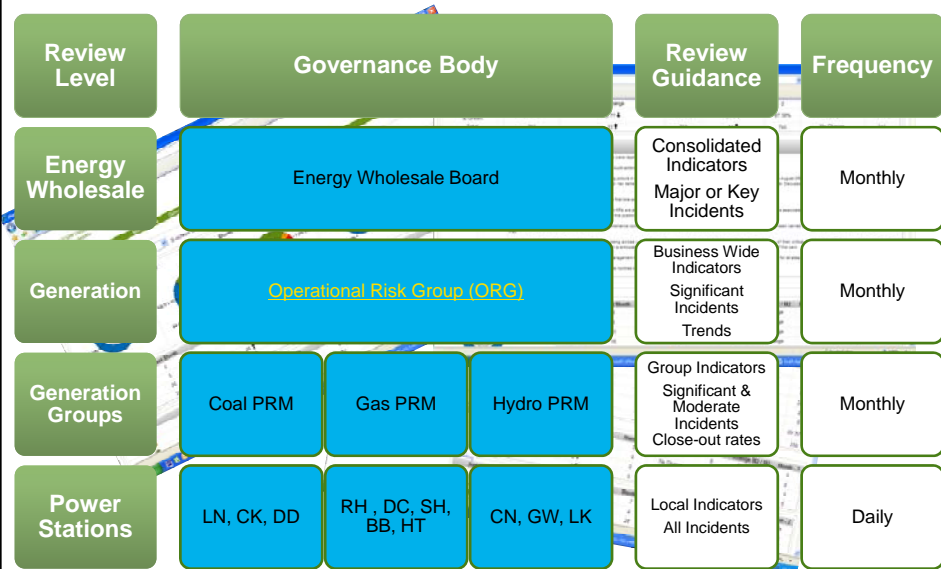 Review
Level
Governance Body
Review
Guidance
Frequency
Energy
Wholesale
Energy Wholesale Board
Consolidated
Indicators
Major or Key
Incidents
Monthly
Generation
Operational Risk Group (ORG)
Business Wide
Indicators
Significant
Incidents
Trends
Monthly
Generation
Groups
Coal PRM
Gas PRM
Hydro PRM
Group Indicators
Significant &
Moderate
Incidents
Close-out rates
Monthly
Power
Stations
LN, CK, DD
RH , DC, SH,
BB, HT
CN, GW, LK
Local Indicators
All Incidents
Daily